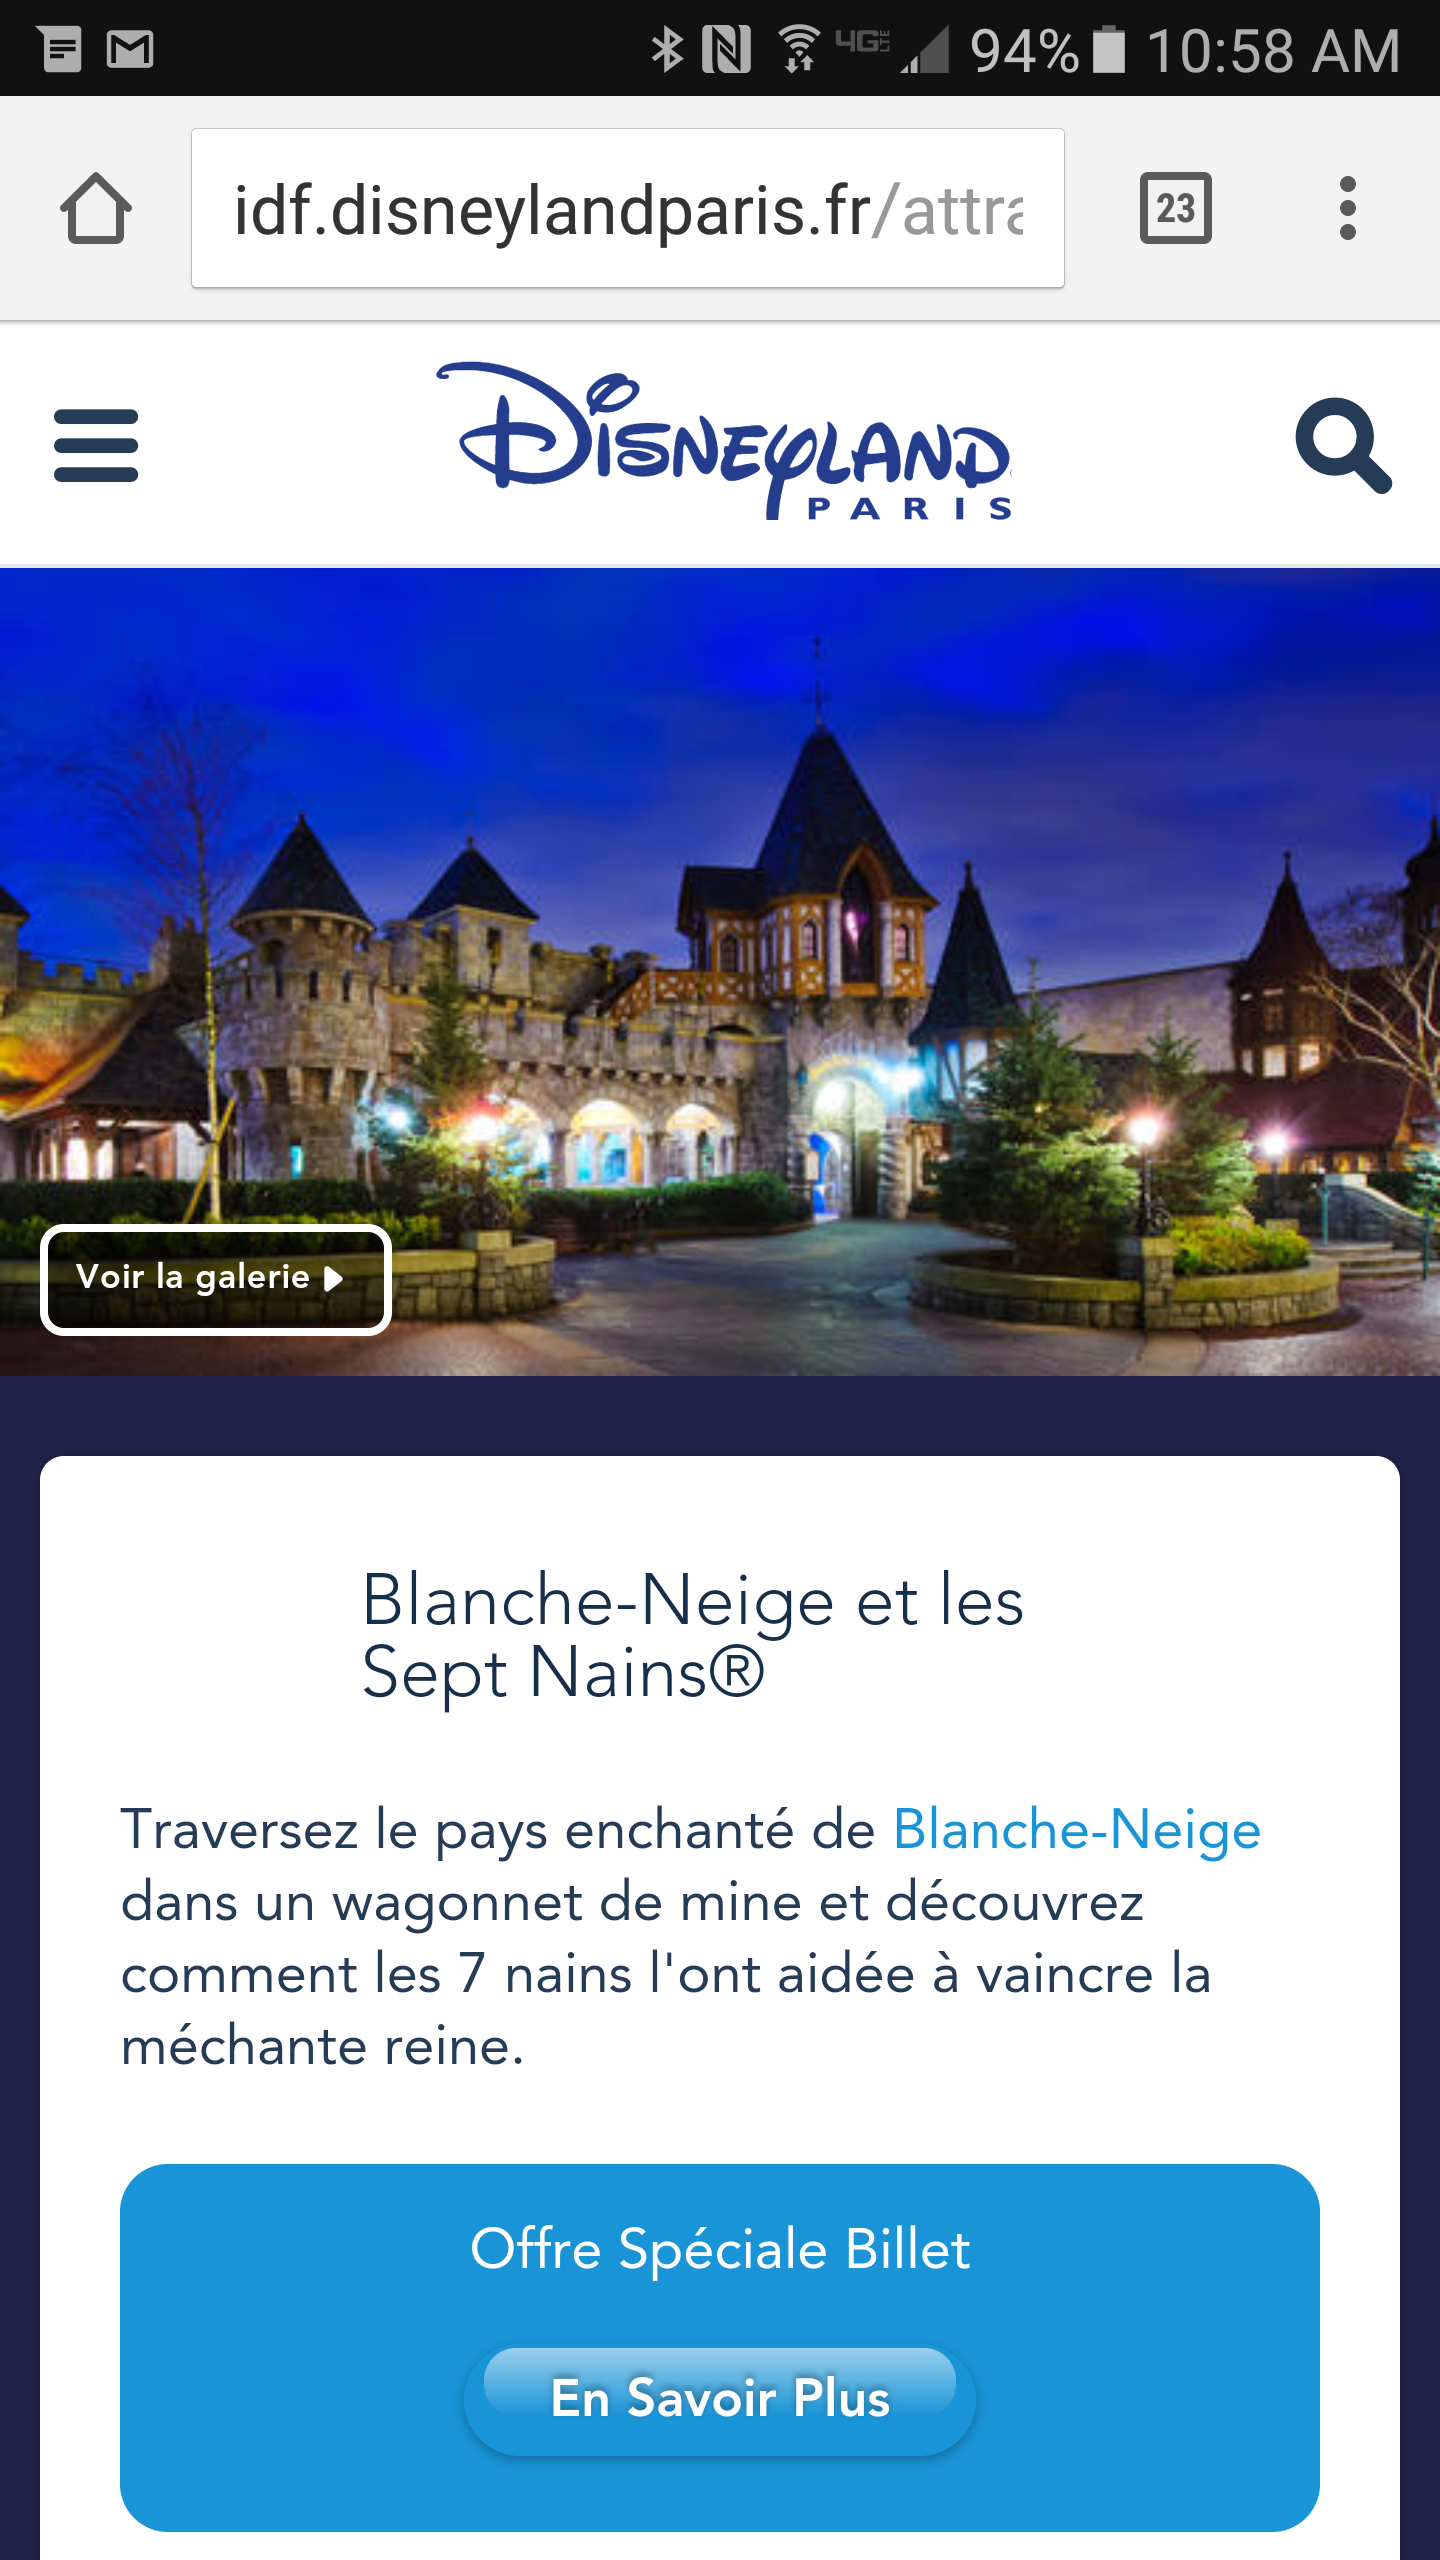 4G LTE 94% 10:58 AM
idf.disneylandparis.fr/attra
23
Disneyland
PARIS
Voir la galerie
Blanche-Neige et les
Sept Nains®
Traversez le pays enchanté de Blanche-Neige
dans un wagonnet de mine et découvrez
comment les 7 nains l'ont aidée à vaincre la
méchante reine.
Offre Spéciale Billet
En Savoir Plus